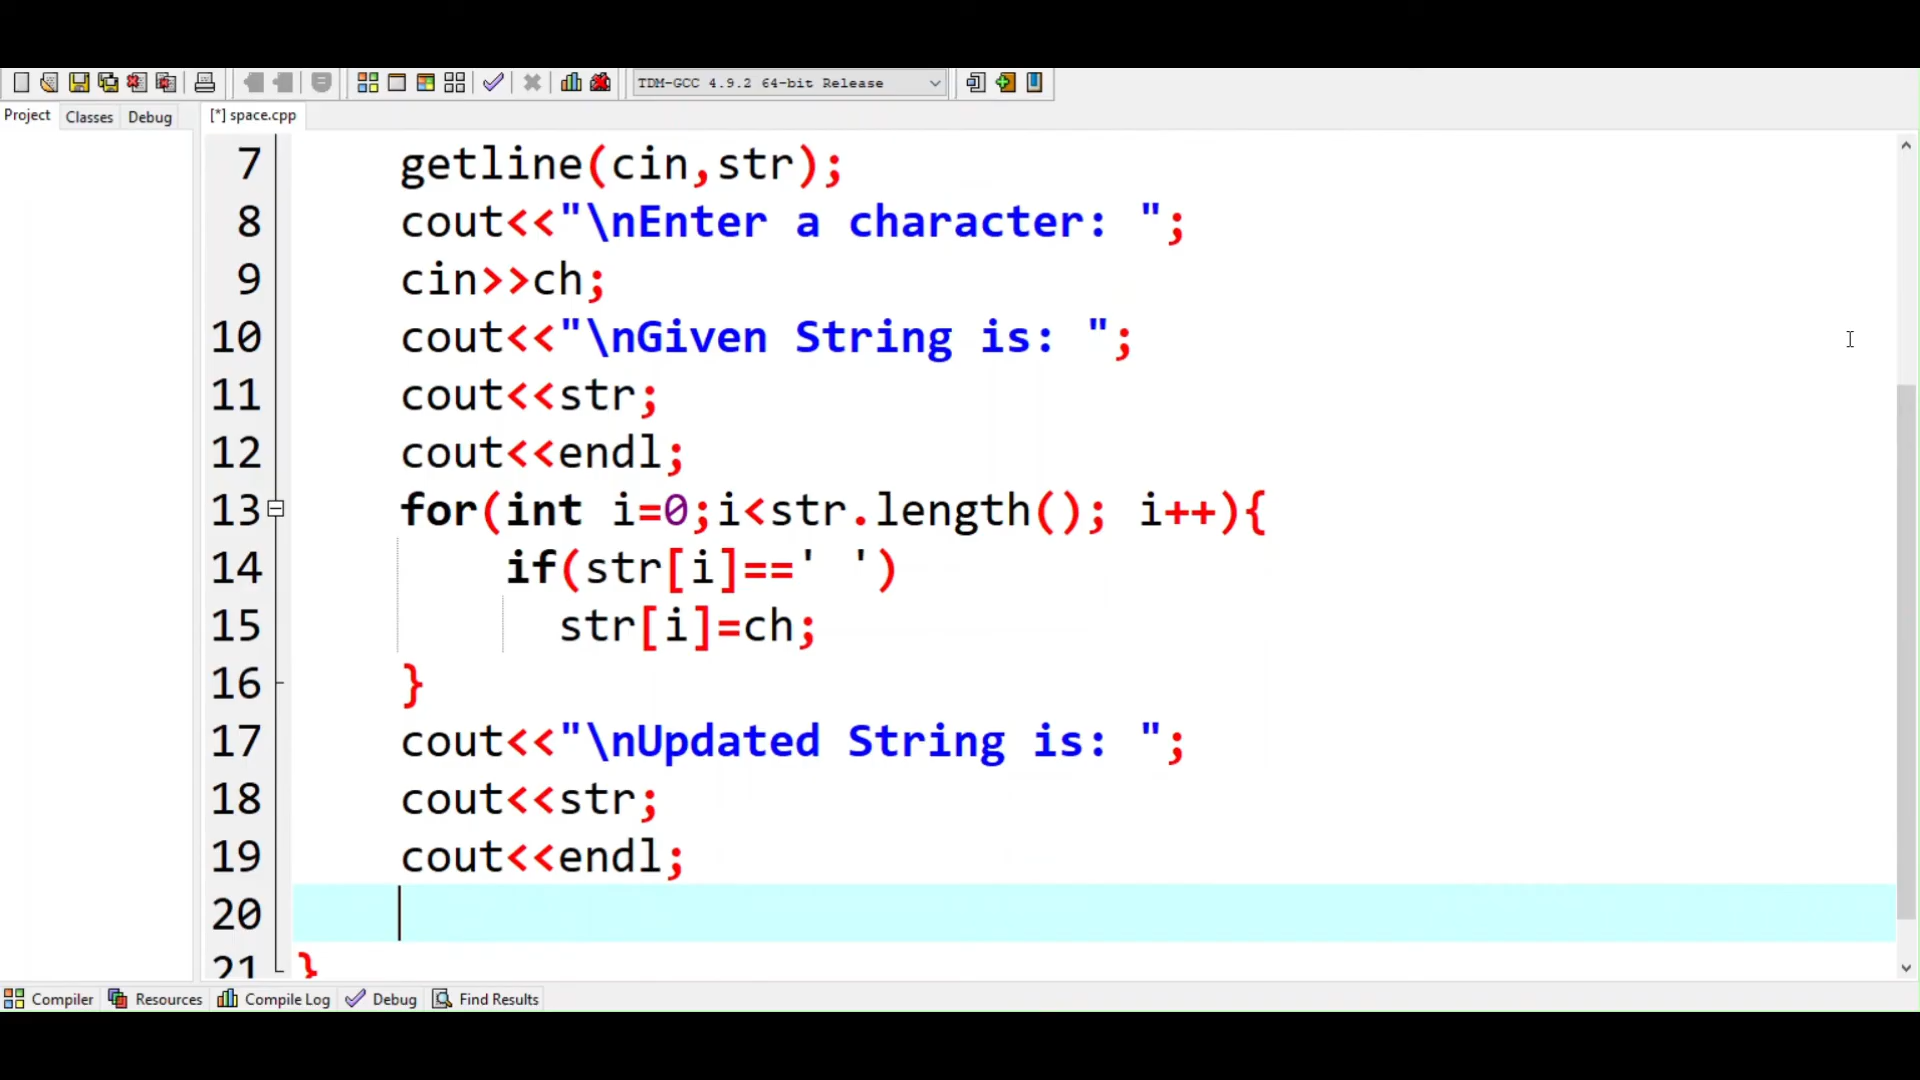 TDM-GCC 4.9.2 64-bit Release
Project Classes Debug
[*] space.cpp
7 getline(cin,str);
8 cout<<"\nEnter a character: ";
9 cin>>ch;
10 cout<<"\nGiven String is: ";
11 cout<<str;
12 cout<<endl;
13 for(int i=0;i<str.length(); i++){
14 if(str[i]==' ')
15 str[i]=ch;
16 }
17 cout<<"\nUpdated String is: ";
18 cout<<str;
19 cout<<endl;
20
21 }
Compiler Resources Compile Log Debug Find Results